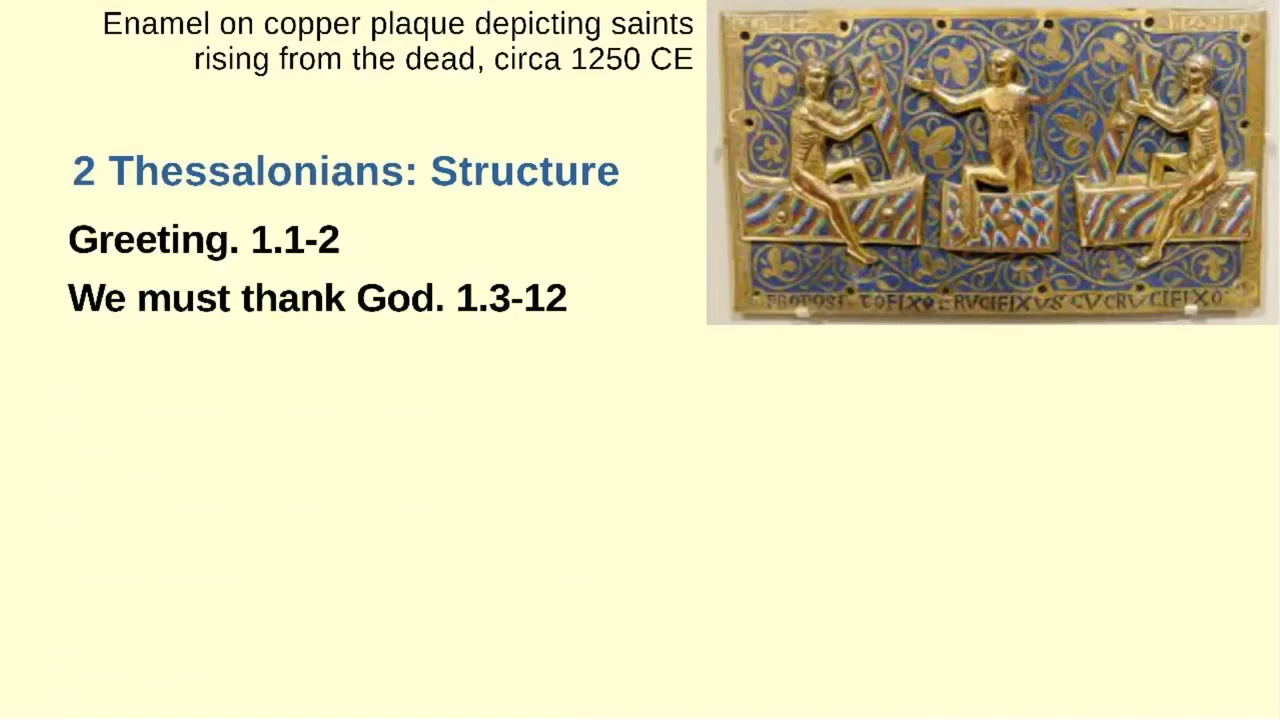 Enamel on copper plaque depicting saints
rising from the dead, circa 1250 CE
2 Thessalonians: Structure
Greeting. 1.1-2
We must thank God. 1.3-12
CRVCIFIXVS